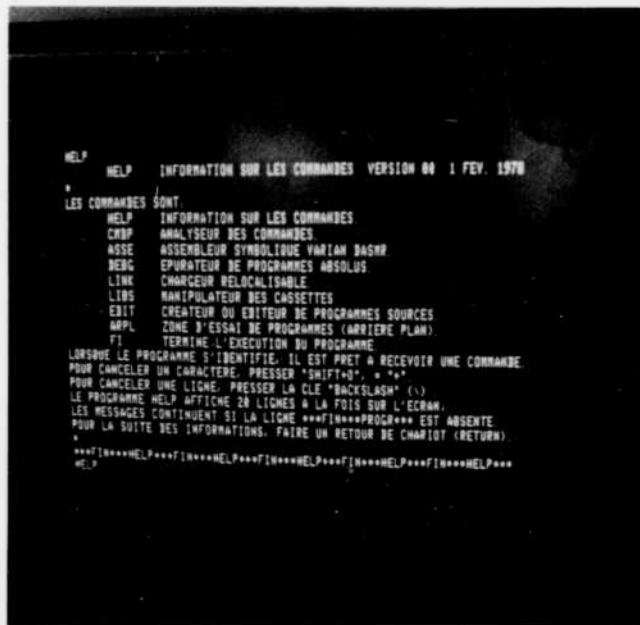 HELP
HELP INFORMATION SUR LES COMMANDES VERSION 00 1 FEV. 1978
*
LES COMMANDES SONT:
HELP INFORMATION SUR LES COMMANDES.
CMDP ANALYSEUR DES COMMANDES.
ASSE ASSEMBLEUR SYMBOLIQUE VARIAN DASMR.
DEBG EPURATEUR DE PROGRAMMES ABSOLUS.
LINK CHARGEUR RELOCALISABLE
LIBS MANIPULATEUR DES CASSETTES
EDIT CREATEUR OU EDITEUR DE PROGRAMMES SOURCES.
ARPL ZONE D'ESSAI DE PROGRAMMES (ARRIERE PLAN).
F1 TERMINE L'EXECUTION DU PROGRAMME
LORSQUE LE PROGRAMME S'IDENTIFIE, IL EST PRET A RECEVOIR UNE COMMANDE.
POUR CANCELER UN CARACTERE, PRESSER "SHIFT+O", = "←"
POUR CANCELER UNE LIGNE, PRESSER LA CLE "BACKSLASH" (\)
LE PROGRAMME HELP AFFICHE 20 LIGNES A LA FOIS SUR L'ECRAN.
LES MESSAGES CONTINUENT SI LA LIGNE ***FIN***PROGR*** EST ABSENTE.
POUR LA SUITE DES INFORMATIONS, FAIRE UN RETOUR DE CHARIOT (RETURN).
*
***FIN***HELP***FIN***HELP***FIN***HELP***FIN***HELP***FIN***HELP***
HELP